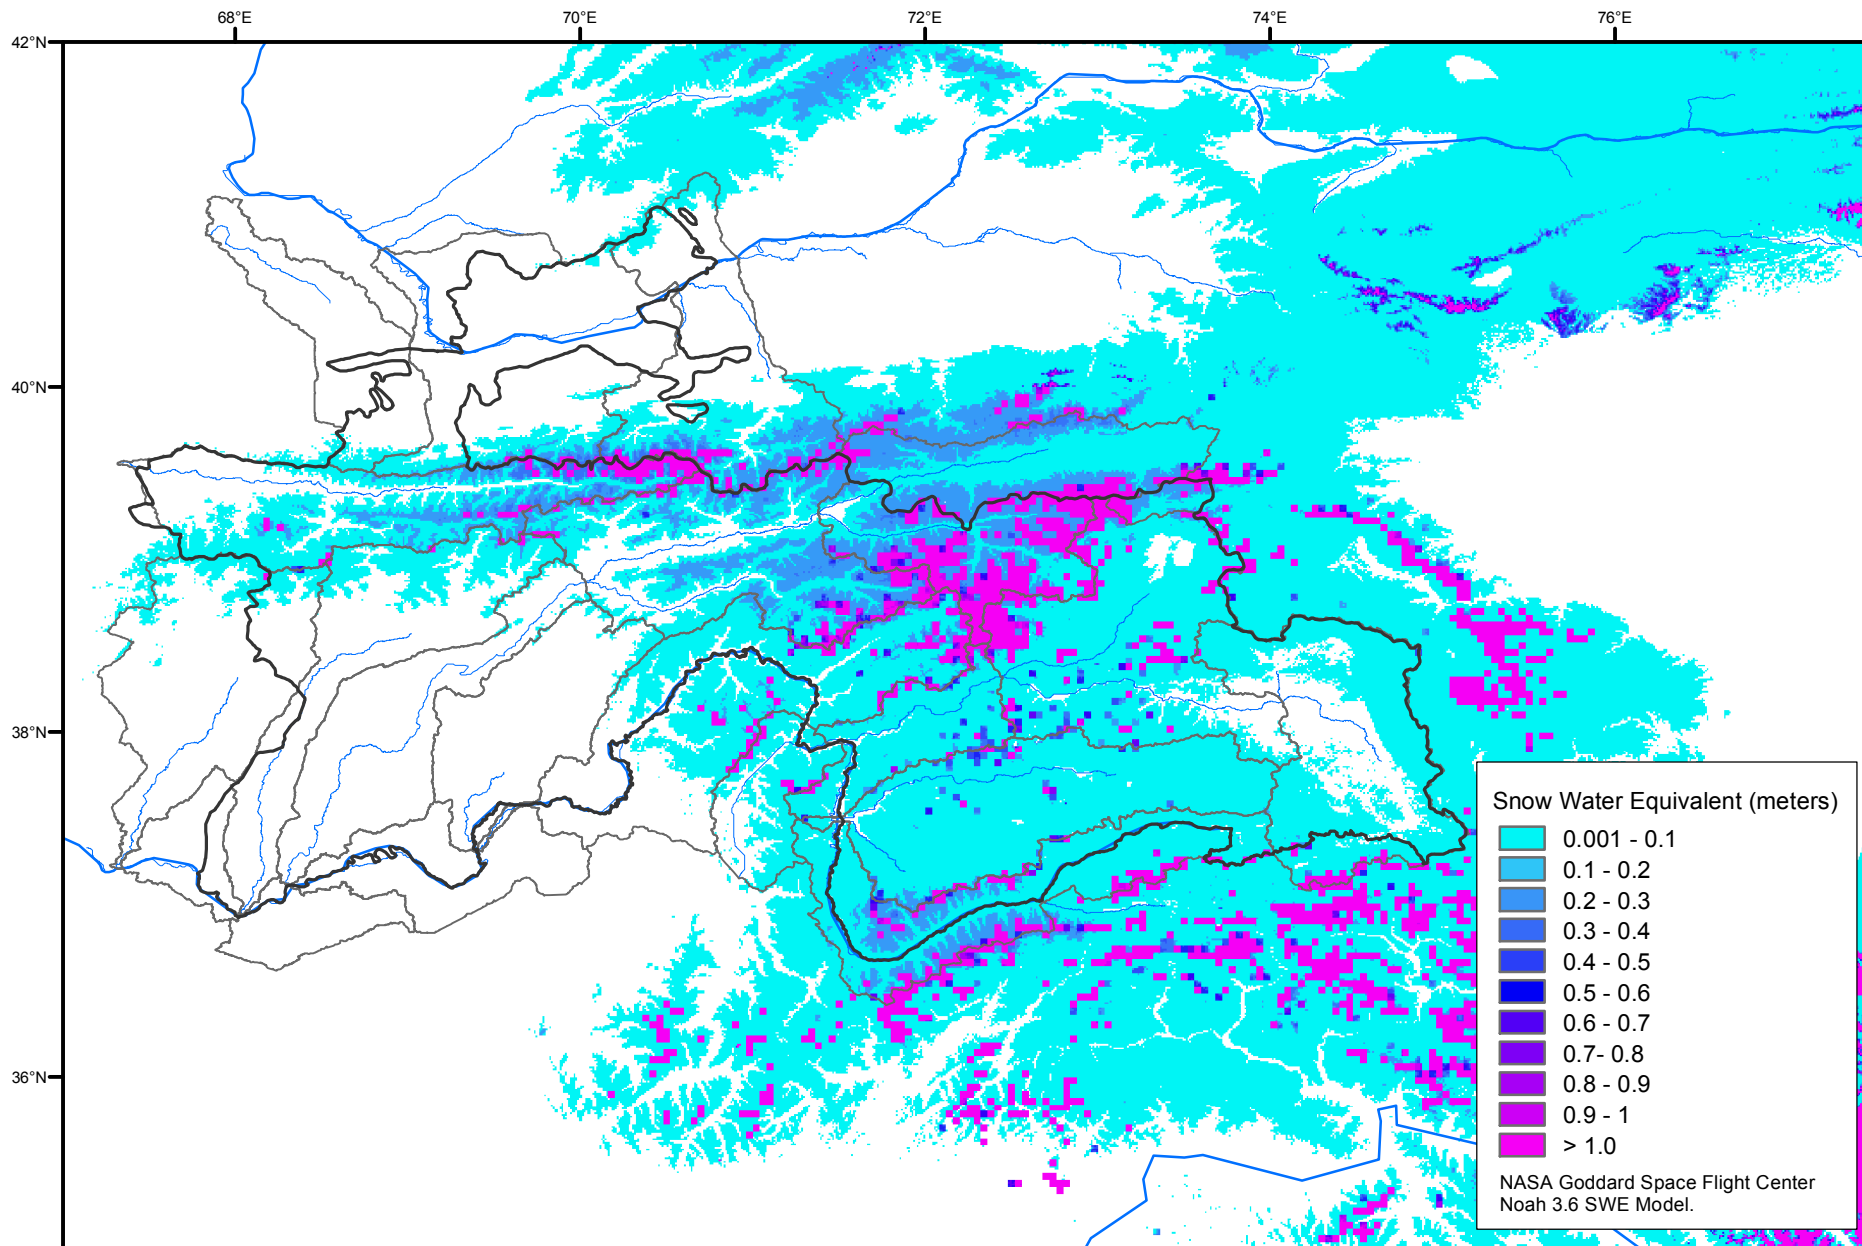 68°E 70°E 72°E 74°E 76°E
42°N
40°N
38°N
36°N
Snow Water Equivalent (meters)
0.001 - 0.1
0.1 - 0.2
0.2 - 0.3
0.3 - 0.4
0.4 - 0.5
0.5 - 0.6
0.6 - 0.7
0.7- 0.8
0.8 - 0.9
0.9 - 1
> 1.0
NASA Goddard Space Flight Center
Noah 3.6 SWE Model.